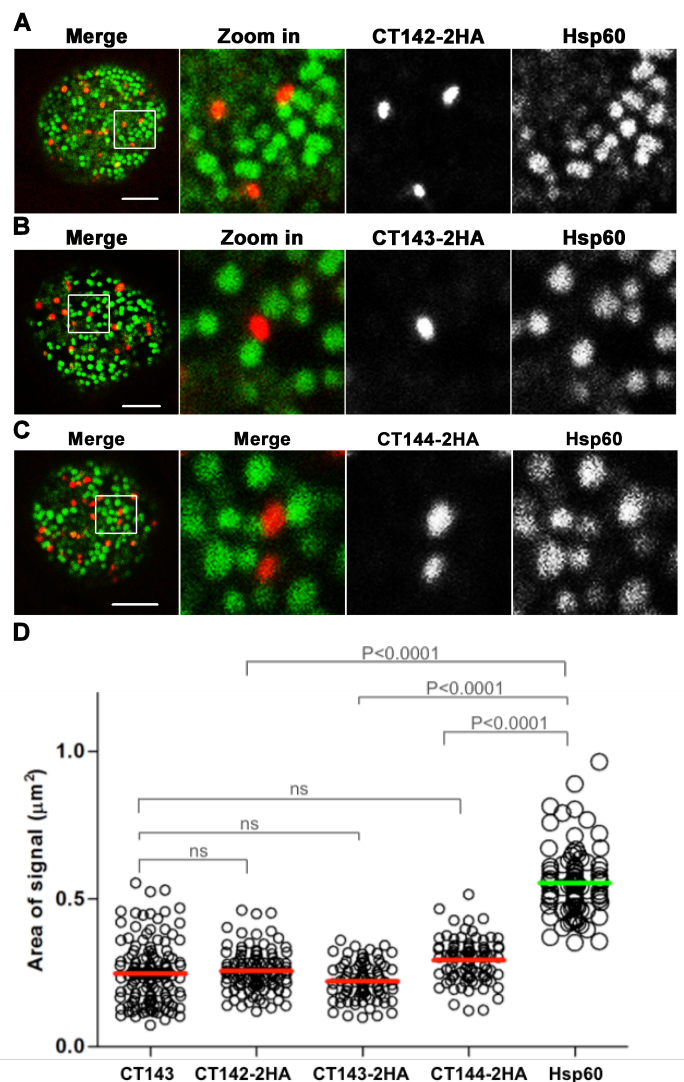 A
Merge Zoom in CT142-2HA Hsp60
B
Merge Zoom in CT143-2HA Hsp60
C
Merge Merge CT144-2HA Hsp60
D
P<0.0001
P<0.0001
P<0.0001
ns
ns
ns
1.0
0.5
0.0
Area of signal (μm²)
CT143 CT142-2HA CT143-2HA CT144-2HA Hsp60